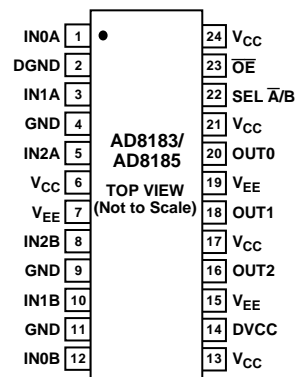 IN0A 1 24 VCC
DGND 2 23 OE
IN1A 3 22 SEL A/B
GND 4 21 VCC
IN2A 5 AD8183/ 20 OUT0
AD8185
VCC 6 TOP VIEW 19 VEE
VEE 7 (Not to Scale) 18 OUT1
IN2B 8 17 VCC
GND 9 16 OUT2
IN1B 10 15 VEE
GND 11 14 DVCC
IN0B 12 13 VCC